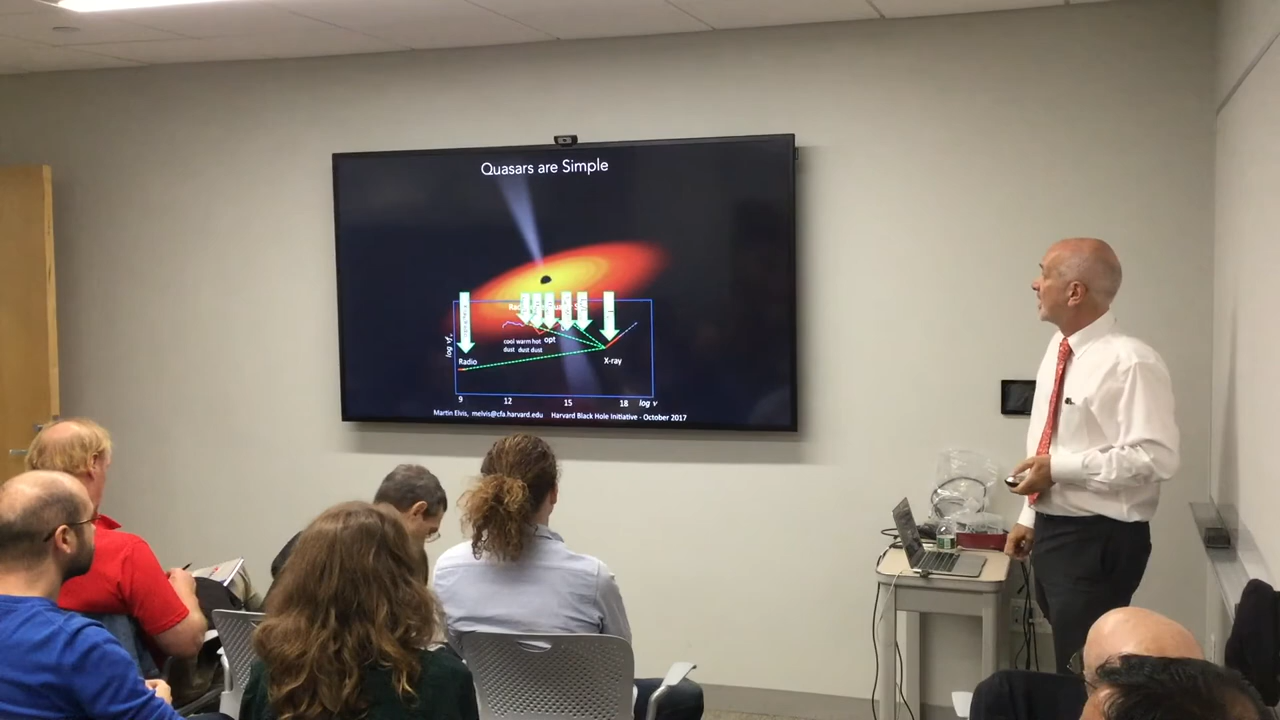 Quasars are Simple
log νfν
cool warm hot opt
dust dust dust
Radio
X-ray
9 12 15 18 log ν
Martin Elvis, melvis@cfa.harvard.edu Harvard Black Hole Initiative - October 2017